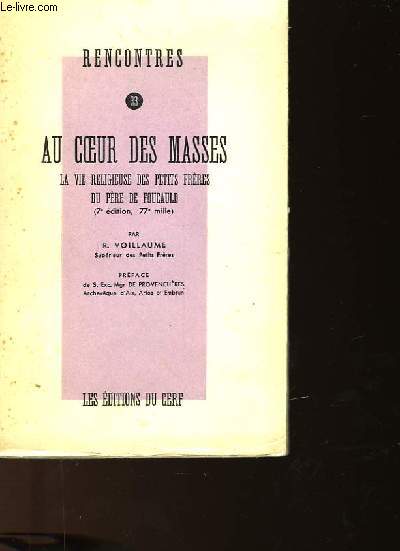 Le-livre.com
RENCONTRES
33
AU CŒUR DES MASSES
LA VIE RELIGIEUSE DES PETITS FRÈRES
DU PÈRE DE FOUCAULD
(7e édition, 77e mille)
PAR
R. VOILLAUME
Supérieur des Petits Frères
PRÉFACE
de S. Exc. Mgr DE PROVENCHÈRES
Archevêque d'Aix, Arles et Embrun
LES ÉDITIONS DU CERF